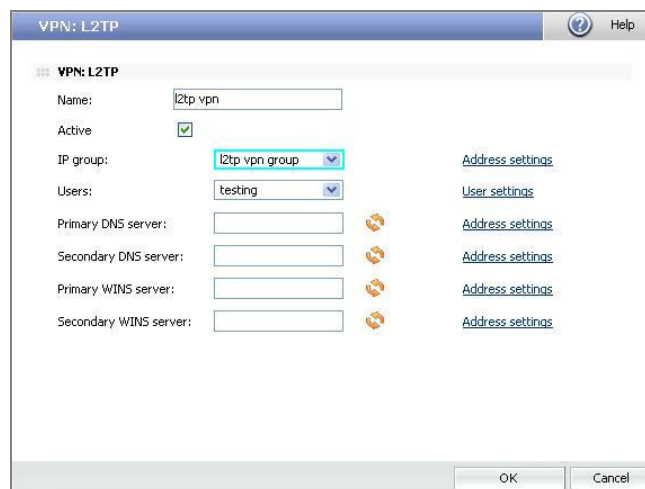 VPN: L2TP
Help
VPN: L2TP
Name: l2tp vpn
Active
IP group: l2tp vpn group Address settings
Users: testing User settings
Primary DNS server: Address settings
Secondary DNS server: Address settings
Primary WINS server: Address settings
Secondary WINS server: Address settings
OK Cancel